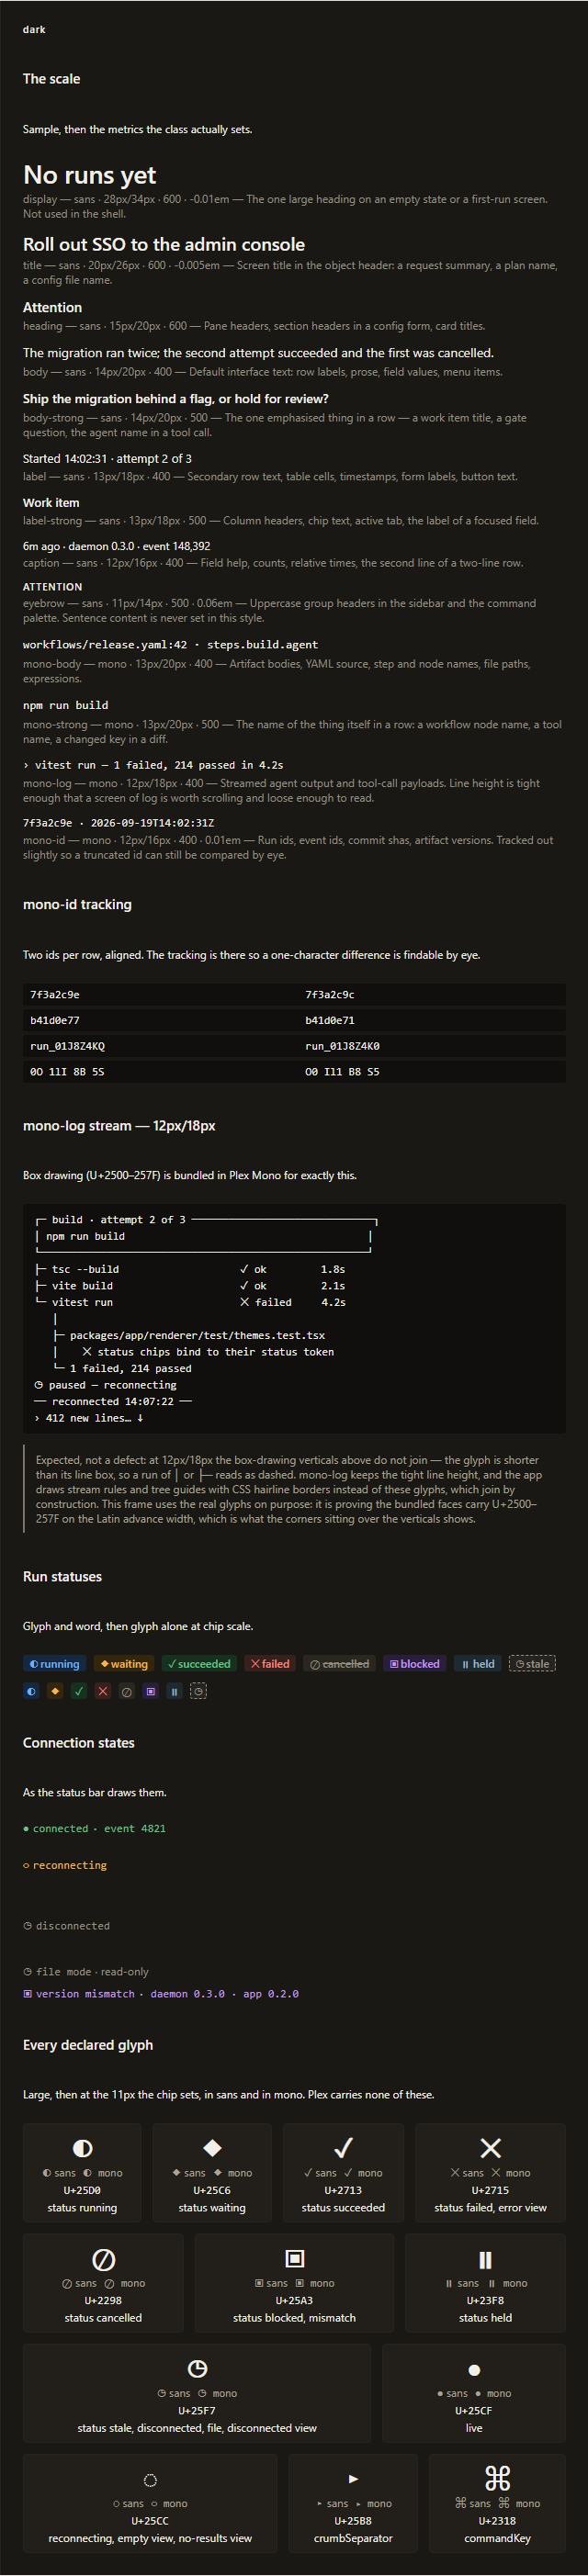 dark
The scale
Sample, then the metrics the class actually sets.
No runs yet
display — sans · 28px/34px · 600 · -0.01em — The one large heading on an empty state or a first-run screen.
Not used in the shell.
Roll out SSO to the admin console
title — sans · 20px/26px · 600 · -0.005em — Screen title in the object header: a request summary, a plan name,
a config file name.
Attention
heading — sans · 15px/20px · 600 — Pane headers, section headers in a config form, card titles.
The migration ran twice; the second attempt succeeded and the first was cancelled.
body — sans · 14px/20px · 400 — Default interface text: row labels, prose, field values, menu items.
Ship the migration behind a flag, or hold for review?
body-strong — sans · 14px/20px · 500 — The one emphasised thing in a row — a work item title, a gate
question, the agent name in a tool call.
Started 14:02:31 · attempt 2 of 3
label — sans · 13px/18px · 400 — Secondary row text, table cells, timestamps, form labels, button text.
Work item
label-strong — sans · 13px/18px · 500 — Column headers, chip text, active tab, the label of a focused field.
6m ago · daemon 0.3.0 · event 148,392
caption — sans · 12px/16px · 400 — Field help, counts, relative times, the second line of a two-line row.
ATTENTION
eyebrow — sans · 11px/14px · 500 · 0.06em — Uppercase group headers in the sidebar and the command
palette. Sentence content is never set in this style.
workflows/release.yaml:42 · steps.build.agent
mono-body — mono · 13px/20px · 400 — Artifact bodies, YAML source, step and node names, file paths,
expressions.
npm run build
mono-strong — mono · 13px/20px · 500 — The name of the thing itself in a row: a workflow node name, a tool
name, a changed key in a diff.
› vitest run — 1 failed, 214 passed in 4.2s
mono-log — mono · 12px/18px · 400 — Streamed agent output and tool-call payloads. Line height is tight
enough that a screen of log is worth scrolling and loose enough to read.
7f3a2c9e · 2026-09-19T14:02:31Z
mono-id — mono · 12px/16px · 400 · 0.01em — Run ids, event ids, commit shas, artifact versions. Tracked out
slightly so a truncated id can still be compared by eye.
mono-id tracking
Two ids per row, aligned. The tracking is there so a one-character difference is findable by eye.
7f3a2c9e 7f3a2c9c
b41d0e77 b41d0e71
run_01J8Z4KQ run_01J8Z4K0
0O 1lI 8B 5S O0 Il1 B8 S5
mono-log stream — 12px/18px
Box drawing (U+2500–257F) is bundled in Plex Mono for exactly this.
┌─ build · attempt 2 of 3 ──────────────────────────────┐
│ npm run build │
└───────────────────────────────────────────────────────┘
├─ tsc --build ✓ ok 1.8s
├─ vite build ✓ ok 2.1s
└─ vitest run ✕ failed 4.2s
│
├─ packages/app/renderer/test/themes.test.tsx
│ ✕ status chips bind to their status token
└─ 1 failed, 214 passed
◷ paused — reconnecting
── reconnected 14:07:22 ──
› 412 new lines… ↓
Expected, not a defect: at 12px/18px the box-drawing verticals above do not join — the glyph is shorter
than its line box, so a run of │ or ├─ reads as dashed. mono-log keeps the tight line height, and the app
draws stream rules and tree guides with CSS hairline borders instead of these glyphs, which join by
construction. This frame uses the real glyphs on purpose: it is proving the bundled faces carry U+2500–
257F on the Latin advance width, which is what the corners sitting over the verticals shows.
Run statuses
Glyph and word, then glyph alone at chip scale.
◐ running ◆ waiting ✓ succeeded ✕ failed ⊘ cancelled ▣ blocked ⏸ held ◷ stale
◐ ◆ ✓ ✕ ⊘ ▣ ⏸ ◷
Connection states
As the status bar draws them.
● connected · event 4821
◌ reconnecting
◷ disconnected
◷ file mode · read-only
▣ version mismatch · daemon 0.3.0 · app 0.2.0
Every declared glyph
Large, then at the 11px the chip sets, in sans and in mono. Plex carries none of these.
◐ ◆ ✓ ✕
◐ sans ◐ mono ◆ sans ◆ mono ✓ sans ✓ mono ✕ sans ✕ mono
U+25D0 U+25C6 U+2713 U+2715
status running status waiting status succeeded status failed, error view
⊘ ▣ ⏸
⊘ sans ⊘ mono ▣ sans ▣ mono ⏸ sans ⏸ mono
U+2298 U+25A3 U+23F8
status cancelled status blocked, mismatch status held
◷ ●
◷ sans ◷ mono ● sans ● mono
U+25F7 U+25CF
status stale, disconnected, file, disconnected view live
◌ ▸ ⌘
◌ sans ◌ mono ▸ sans ▸ mono ⌘ sans ⌘ mono
U+25CC U+25B8 U+2318
reconnecting, empty view, no-results view crumbSeparator commandKey